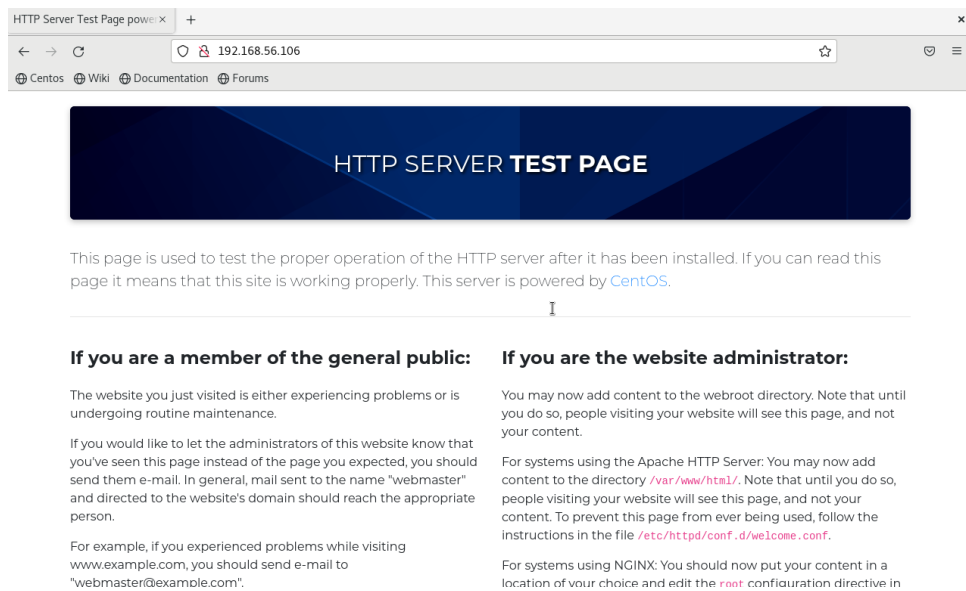 HTTP Server Test Page powe
192.168.56.106
Centos Wiki Documentation Forums
HTTP SERVER TEST PAGE
This page is used to test the proper operation of the HTTP server after it has been installed. If you can read this
page it means that this site is working properly. This server is powered by CentOS.
If you are a member of the general public:
The website you just visited is either experiencing problems or is
undergoing routine maintenance.
If you would like to let the administrators of this website know that
you've seen this page instead of the page you expected, you should
send them e-mail. In general, mail sent to the name "webmaster"
and directed to the website's domain should reach the appropriate
person.
For example, if you experienced problems while visiting
www.example.com, you should send e-mail to
"webmaster@example.com".
If you are the website administrator:
You may now add content to the webroot directory. Note that until
you do so, people visiting your website will see this page, and not
your content.
For systems using the Apache HTTP Server: You may now add
content to the directory /var/www/html/. Note that until you do so,
people visiting your website will see this page, and not your
content. To prevent this page from ever being used, follow the
instructions in the file /etc/httpd/conf.d/welcome.conf.
For systems using NGINX: You should now put your content in a
location of your choice and edit the root configuration directive in